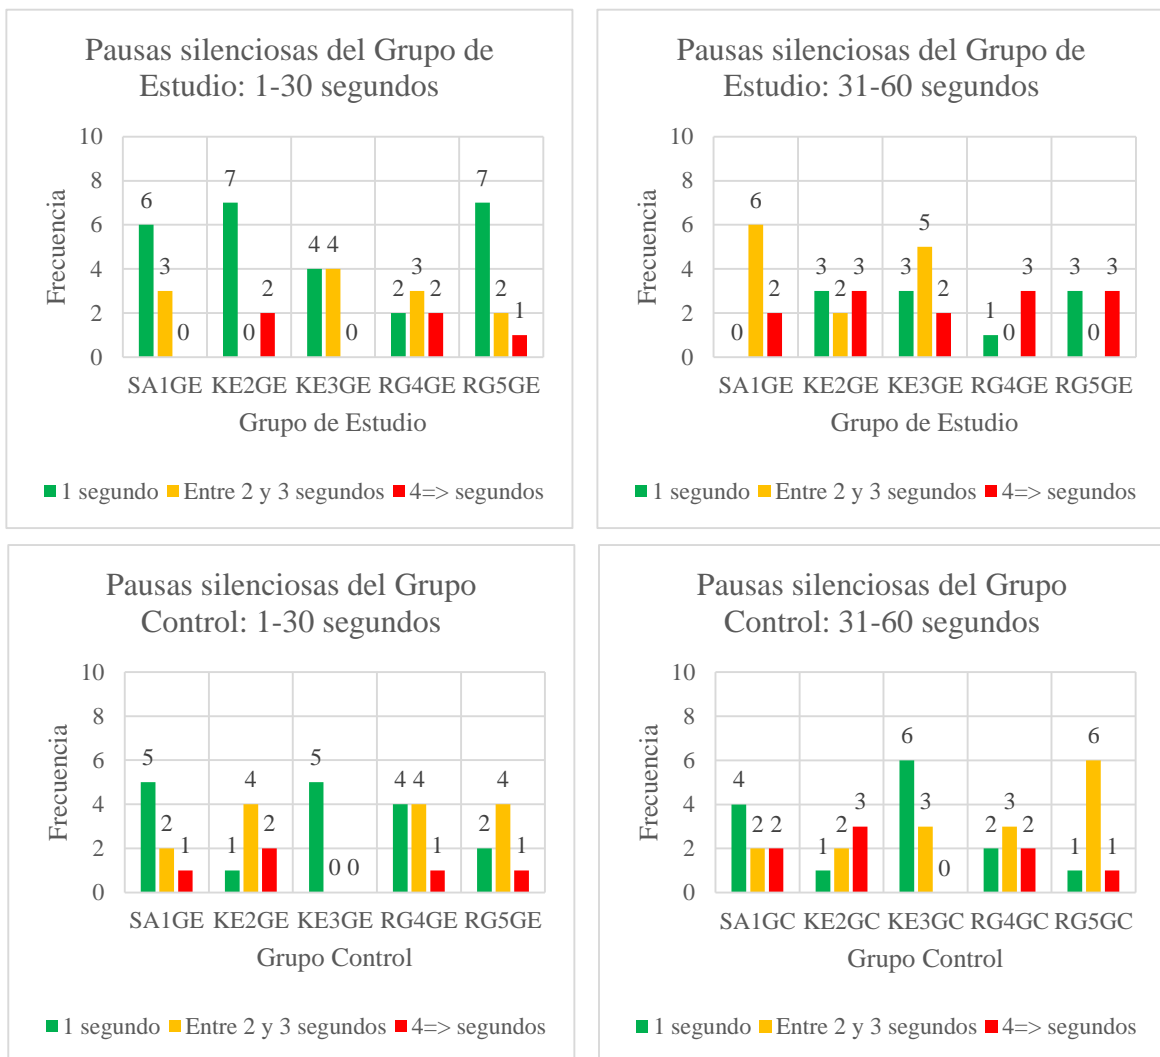 Pausas silenciosas del Grupo de
Estudio: 1-30 segundos
10
8
6
4
2
0
Frecuencia
6 3 0
7 0 2
4 4 0
2 3 2
7 2 1
SA1GE KE2GE KE3GE RG4GE RG5GE
Grupo de Estudio
1 segundo Entre 2 y 3 segundos 4=> segundos
Pausas silenciosas del Grupo de
Estudio: 31-60 segundos
10
8
6
4
2
0
Frecuencia
0 6 2
3 2 3
3 5 2
1 0 3
3 0 3
SA1GE KE2GE KE3GE RG4GE RG5GE
Grupo de Estudio
1 segundo Entre 2 y 3 segundos 4=> segundos
Pausas silenciosas del Grupo
Control: 1-30 segundos
10
8
6
4
2
0
Frecuencia
5 2 1
1 4 2
5 0 0
4 4 1
2 4 1
SA1GE KE2GE KE3GE RG4GE RG5GE
Grupo Control
1 segundo Entre 2 y 3 segundos 4=> segundos
Pausas silenciosas del Grupo
Control: 31-60 segundos
10
8
6
4
2
0
Frecuencia
4 2 2
1 2 3
6 3 0
2 3 2
1 6 1
SA1GC KE2GC KE3GC RG4GC RG5GC
Grupo Control
1 segundo Entre 2 y 3 segundos 4=> segundos